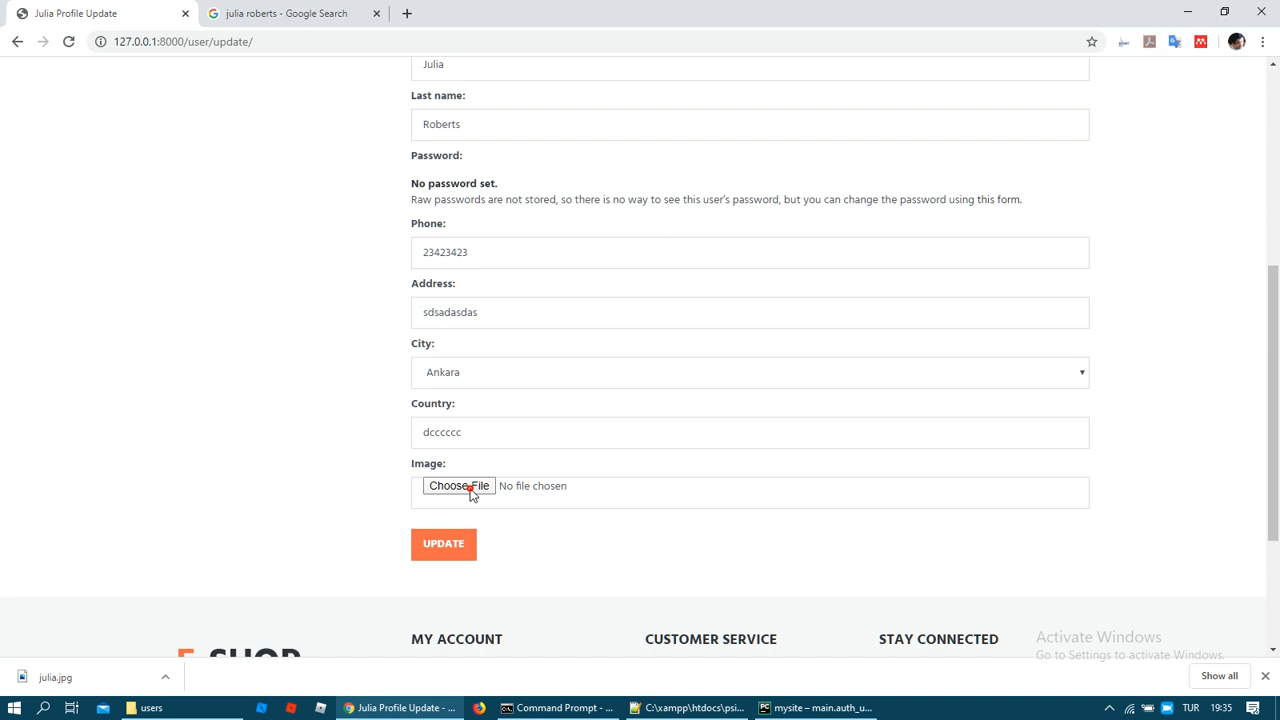 Julia Profile Update
julia roberts - Google Search
127.0.0.1:8000/user/update/
Julia
Last name:
Roberts
Password:
No password set.
Raw passwords are not stored, so there is no way to see this user's password, but you can change the password using this form.
Phone:
23423423
Address:
sdsadasdas
City:
Ankara
Country:
dcccccc
Image:
Choose File No file chosen
UPDATE
E SHOP
MY ACCOUNT
CUSTOMER SERVICE
STAY CONNECTED
Activate Windows
Go to Settings to activate Windows.
julia.jpg
Show all
users
Julia Profile Update - ...
Command Prompt - ...
C:\xampp\htdocs\psi...
mysite – main.auth_u...
TUR
19:35